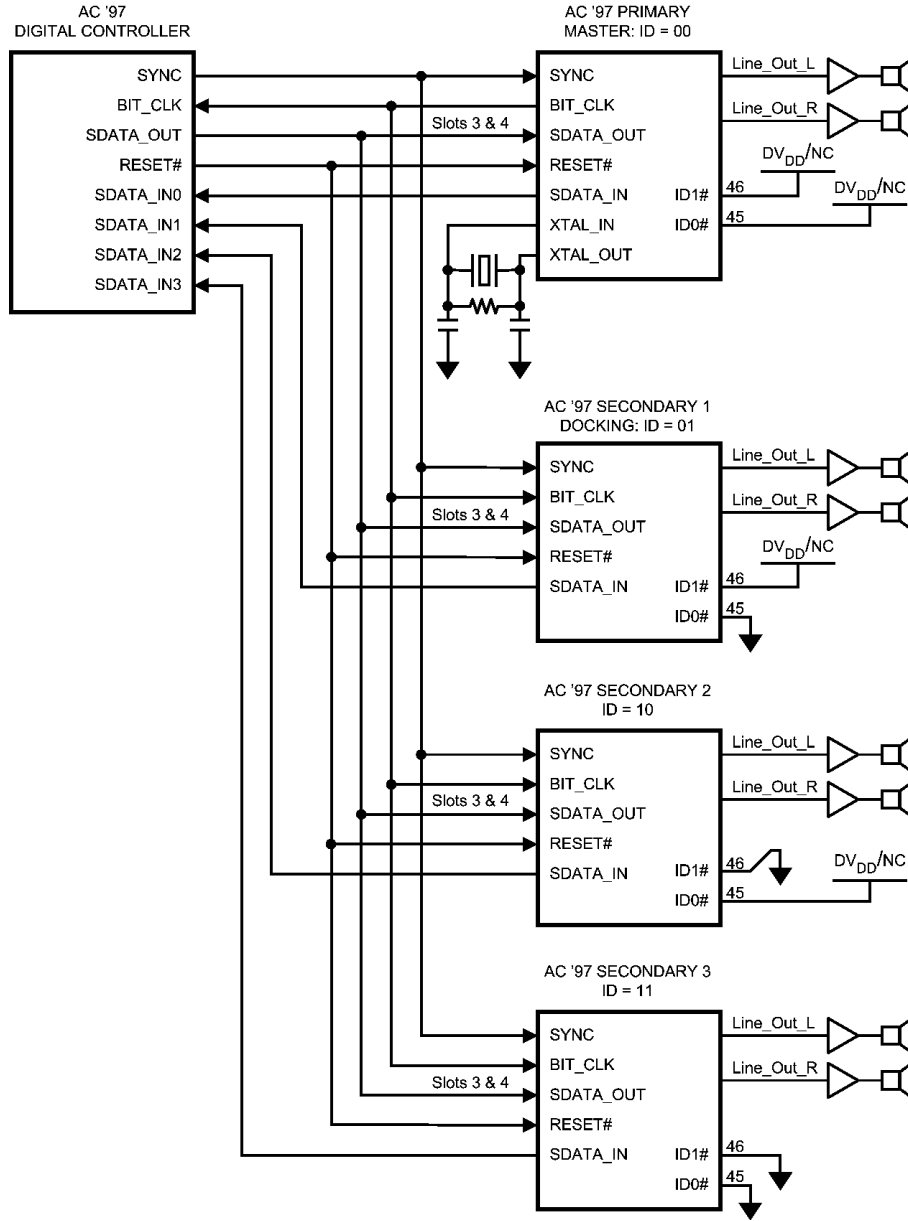 AC '97
DIGITAL CONTROLLER
SYNC
BIT_CLK
SDATA_OUT
RESET#
SDATA_IN0
SDATA_IN1
SDATA_IN2
SDATA_IN3
AC '97 PRIMARY
MASTER: ID = 00
Slots 3 & 4
SYNC
BIT_CLK
SDATA_OUT
RESET#
SDATA_IN
XTAL_IN
XTAL_OUT
ID1#
ID0#
Line_Out_L
Line_Out_R
DVDD/NC
46
DVDD/NC
45
AC '97 SECONDARY 1
DOCKING: ID = 01
Slots 3 & 4
SYNC
BIT_CLK
SDATA_OUT
RESET#
SDATA_IN
ID1#
ID0#
Line_Out_L
Line_Out_R
DVDD/NC
46
45
AC '97 SECONDARY 2
ID = 10
Slots 3 & 4
SYNC
BIT_CLK
SDATA_OUT
RESET#
SDATA_IN
ID1#
ID0#
Line_Out_L
Line_Out_R
46
DVDD/NC
45
AC '97 SECONDARY 3
ID = 11
Slots 3 & 4
SYNC
BIT_CLK
SDATA_OUT
RESET#
SDATA_IN
ID1#
ID0#
Line_Out_L
Line_Out_R
46
45